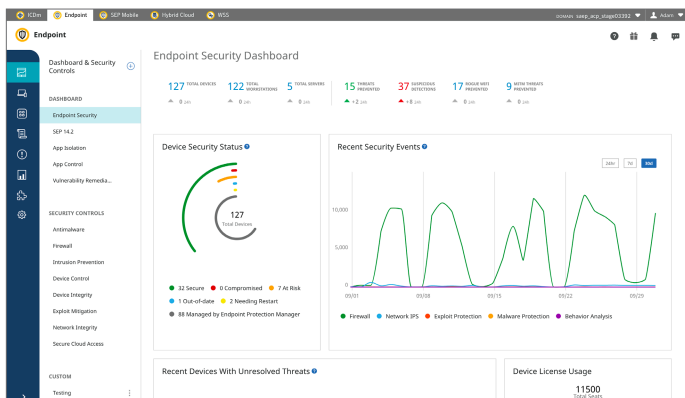 ICDm
Endpoint
SEP Mobile
Hybrid Cloud
WSS
DOMAIN saep_acp_stage03392
Adam
Endpoint
Dashboard & Security
Controls
DASHBOARD
Endpoint Security
SEP 14.2
App Isolation
App Control
Vulnerability Remedia...
SECURITY CONTROLS
Antimalware
Firewall
Intrusion Prevention
Device Control
Device Integrity
Exploit Mitigation
Network Integrity
Secure Cloud Access
CUSTOM
Testing
Endpoint Security Dashboard
127 TOTAL DEVICES
0 24H
122 TOTAL WORKSTATIONS
0 24H
5 TOTAL SERVERS
0 24H
15 THREATS PREVENTED
+2 24H
37 SUSPICIOUS DETECTIONS
17 ROGUE WIFI PREVENTED
0 24H
9 MITM THREATS PREVENTED
0 24H
Device Security Status
127
Total Devices
32 Secure
0 Compromised
7 At Risk
1 Out-of-date
2 Needing Restart
88 Managed by Endpoint Protection Manager
Recent Security Events
24hr
7d
30d
10,000
5,000
0
09/01
09/08
09/15
09/22
09/29
Firewall
Network IPS
Exploit Protection
Malware Protection
Behavior Analysis
Recent Devices With Unresolved Threats
Device License Usage
11500
Total Seats